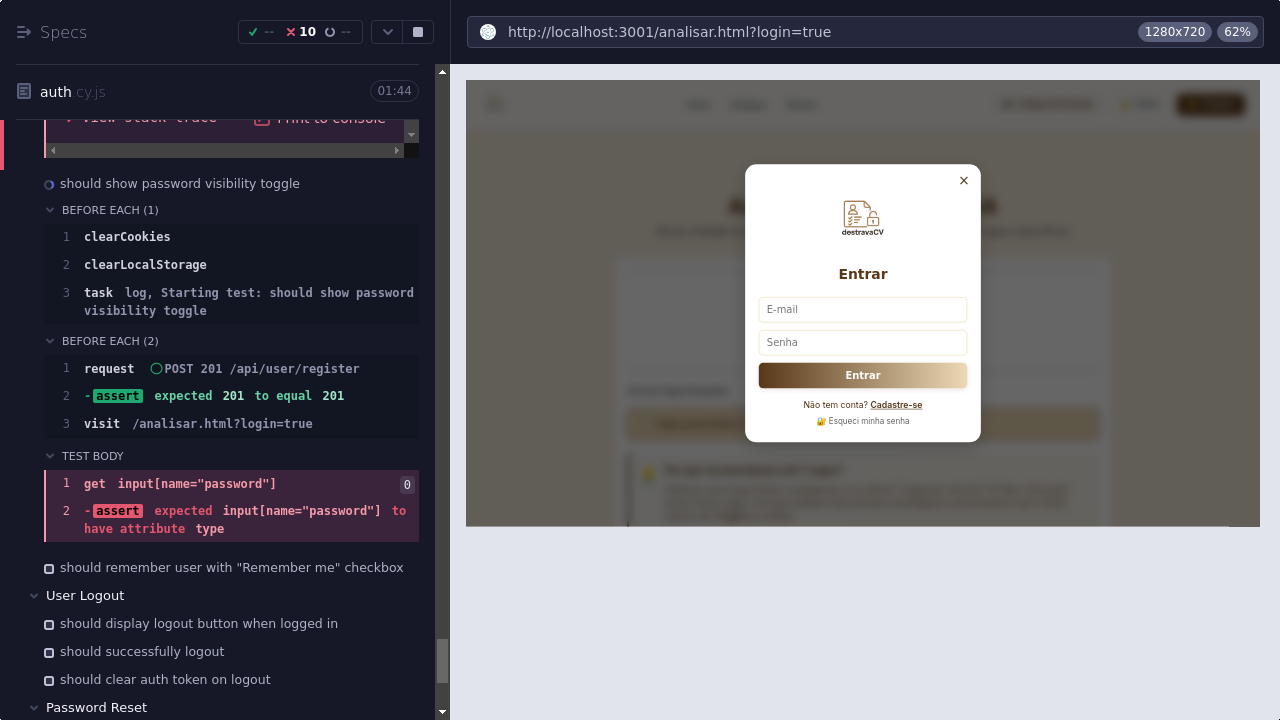 Specs
--
10
--
http://localhost:3001/analisar.html?login=true
1280x720
62%
auth cy.js
01:44
View stack trace
Print to console
should show password visibility toggle
BEFORE EACH (1)
1 clearCookies
2 clearLocalStorage
3 task log, Starting test: should show password
visibility toggle
BEFORE EACH (2)
1 request POST 201 /api/user/register
2 -assert expected 201 to equal 201
3 visit /analisar.html?login=true
TEST BODY
1 get input[name="password"] 0
2 -assert expected input[name="password"] to
have attribute type
should remember user with "Remember me" checkbox
User Logout
should display logout button when logged in
should successfully logout
should clear auth token on logout
Password Reset
×
destravaCV
Entrar
E-mail
Senha
Entrar
Não tem conta? Cadastre-se
🔐 Esqueci minha senha